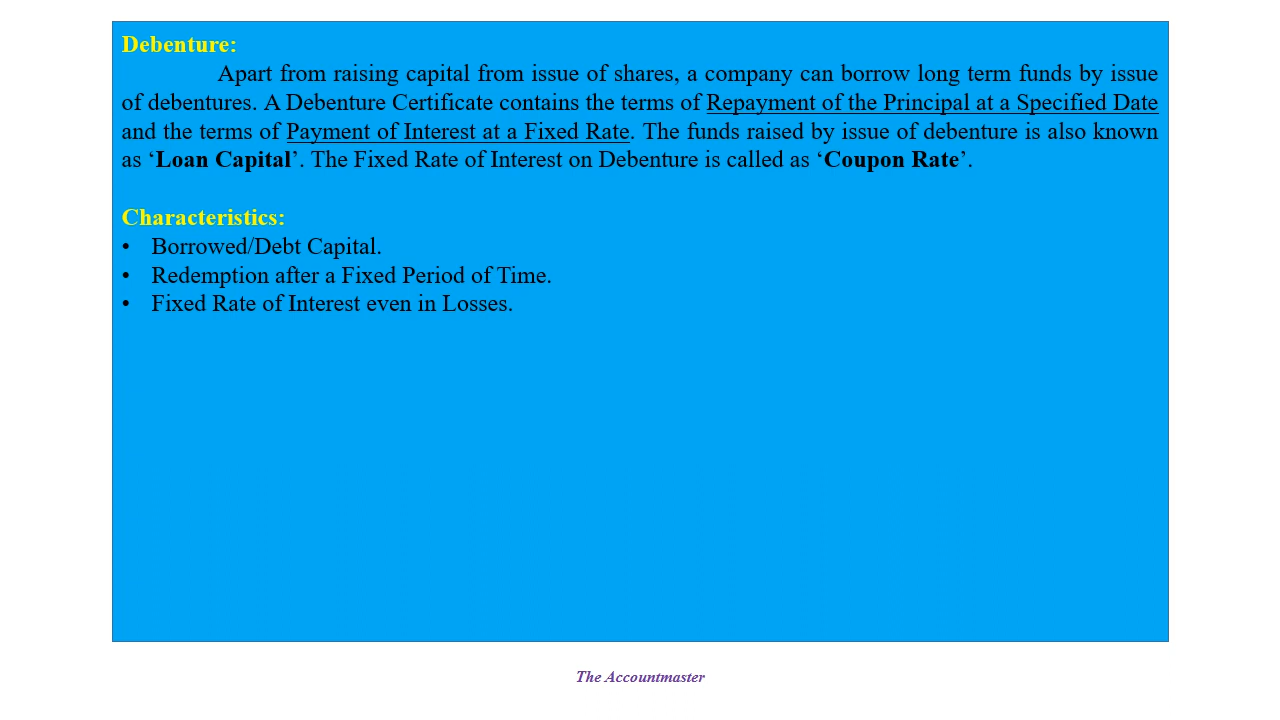 Debenture:
Apart from raising capital from issue of shares, a company can borrow long term funds by issue
of debentures. A Debenture Certificate contains the terms of Repayment of the Principal at a Specified Date
and the terms of Payment of Interest at a Fixed Rate. The funds raised by issue of debenture is also known
as ‘Loan Capital’. The Fixed Rate of Interest on Debenture is called as ‘Coupon Rate’.
Characteristics:
• Borrowed/Debt Capital.
• Redemption after a Fixed Period of Time.
• Fixed Rate of Interest even in Losses.
The Accountmaster